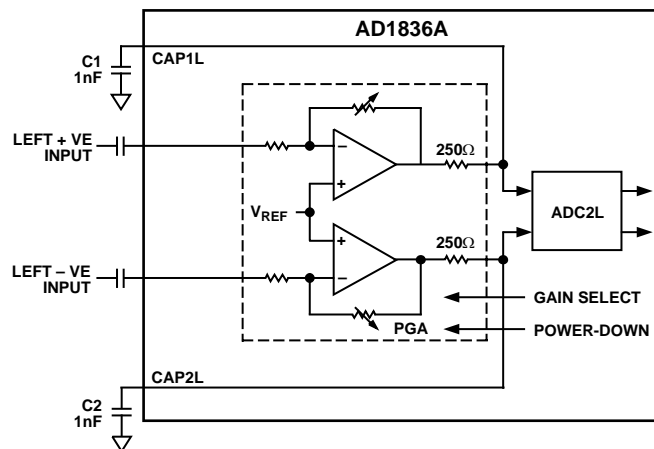 AD1836A
C1
1nF
CAP1L
LEFT + VE
INPUT
250Ω
VREF
ADC2L
250Ω
LEFT – VE
INPUT
GAIN SELECT
PGA
POWER-DOWN
CAP2L
C2
1nF